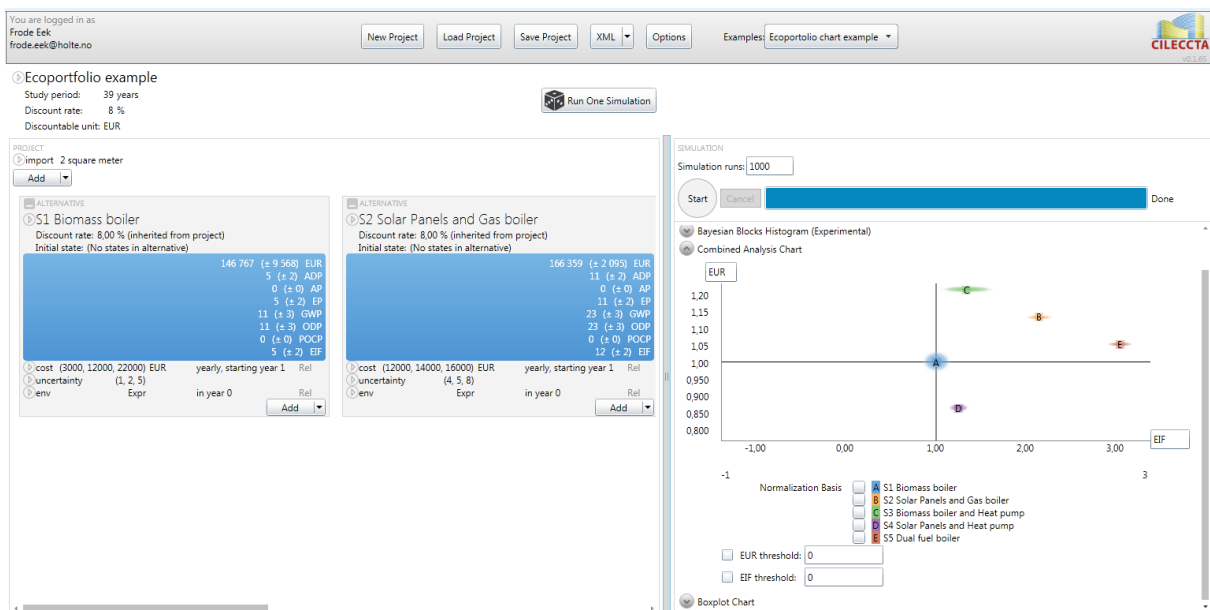 You are logged in as
Frode Eek
frode.eek@holte.no
New Project Load Project Save Project XML Options Examples: Ecoportolio chart example
CILECCTA
v0.1.65
Ecoportfolio example
Study period: 39 years
Discount rate: 8 %
Discountable unit: EUR
Run One Simulation
PROJECT
import 2 square meter
Add
ALTERNATIVE
S1 Biomass boiler
Discount rate: 8,00 % (inherited from project)
Initial state: (No states in alternative)
146 767 (± 9 568) EUR
5 (± 2) ADP
0 (± 0) AP
5 (± 2) EP
11 (± 3) GWP
11 (± 3) ODP
0 (± 0) POCP
5 (± 2) EIF
cost (3000, 12000, 22000) EUR yearly, starting year 1 Rel
uncertainty (1, 2, 5)
env Expr in year 0 Rel
Add
ALTERNATIVE
S2 Solar Panels and Gas boiler
Discount rate: 8,00 % (inherited from project)
Initial state: (No states in alternative)
166 359 (± 2 095) EUR
11 (± 2) ADP
0 (± 0) AP
11 (± 2) EP
23 (± 3) GWP
23 (± 3) ODP
0 (± 0) POCP
12 (± 2) EIF
cost (12000, 14000, 16000) EUR yearly, starting year 1 Rel
uncertainty (4, 5, 8)
env Expr in year 0 Rel
Add
SIMULATION
Simulation runs: 1000
Start Cancel Done
Bayesian Blocks Histogram (Experimental)
Combined Analysis Chart
EUR
1,20
1,15
1,10
1,05
1,00
0,950
0,900
0,850
0,800
C
B
E
A
D
-1,00 0,00 1,00 2,00 3,00
EIF
-1 3
Normalization Basis A S1 Biomass boiler
B S2 Solar Panels and Gas boiler
C S3 Biomass boiler and Heat pump
D S4 Solar Panels and Heat pump
E S5 Dual fuel boiler
EUR threshold: 0
EIF threshold: 0
Boxplot Chart